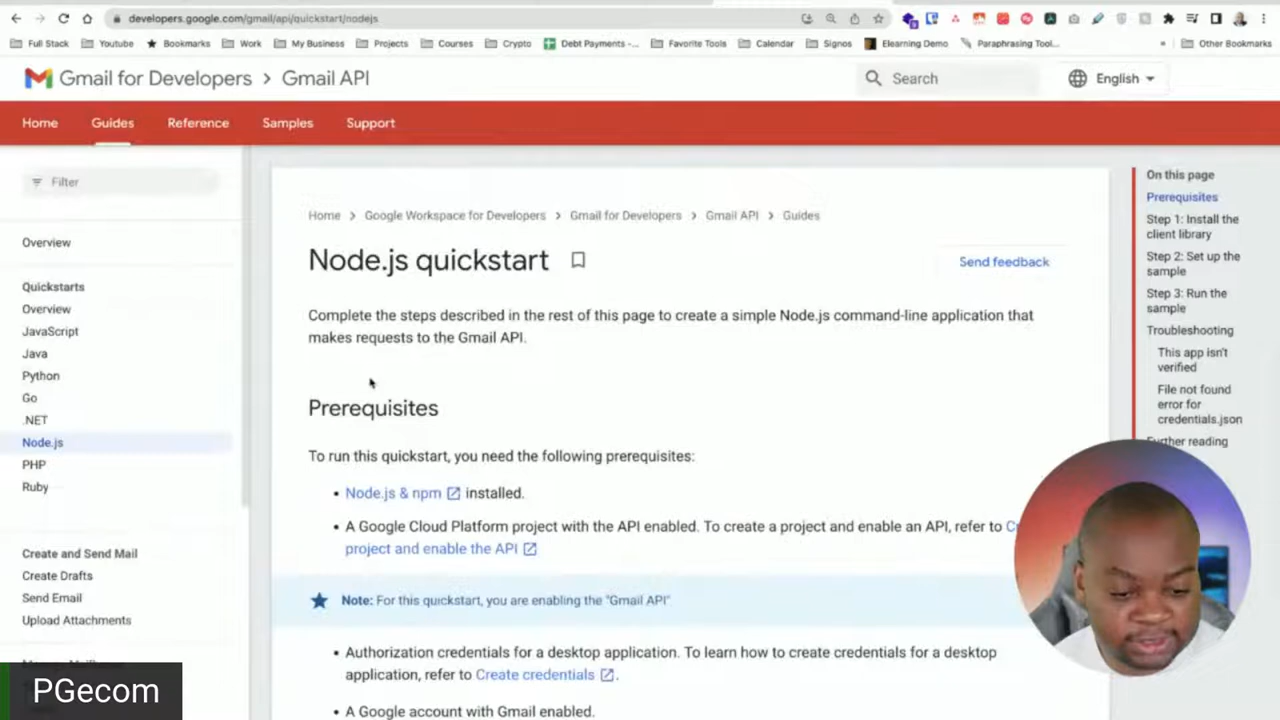 developers.google.com/gmail/api/quickstart/nodejs
Full Stack Youtube Bookmarks Work My Business Projects Courses Crypto Debt Payments -... Favorite Tools Calendar Signos Elearning Demo Paraphrasing Tool... » Other Bookmarks
Gmail for Developers > Gmail API
Search
English
Home Guides Reference Samples Support
Filter
Overview
Quickstarts
Overview
JavaScript
Java
Python
Go
.NET
Node.js
PHP
Ruby
Create and Send Mail
Create Drafts
Send Email
Upload Attachments
Home > Google Workspace for Developers > Gmail for Developers > Gmail API > Guides
Node.js quickstart
Send feedback
Complete the steps described in the rest of this page to create a simple Node.js command-line application that
makes requests to the Gmail API.
Prerequisites
To run this quickstart, you need the following prerequisites:
• Node.js & npm installed.
• A Google Cloud Platform project with the API enabled. To create a project and enable an API, refer to
project and enable the API
Note: For this quickstart, you are enabling the "Gmail API"
• Authorization credentials for a desktop application. To learn how to create credentials for a desktop
application, refer to Create credentials .
• A Google account with Gmail enabled.
On this page
Prerequisites
Step 1: Install the
client library
Step 2: Set up the
sample
Step 3: Run the
sample
Troubleshooting
This app isn't
verified
File not found
error for
credentials.json
Further reading
PGecom